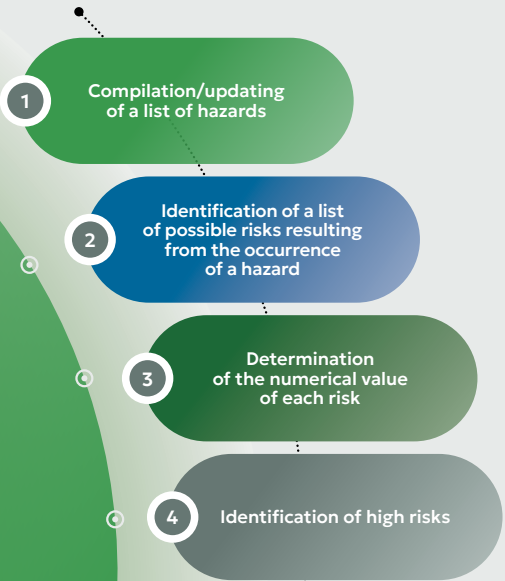 1
Compilation/updating
of a list of hazards
2
Identification of a list
of possible risks resulting
from the occurrence
of a hazard
3
Determination
of the numerical value
of each risk
4
Identification of high risks